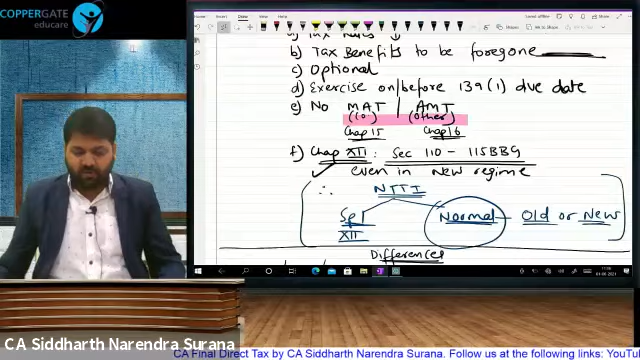 COPPERGATE
educare
a) Tax Rates ↓
b) Tax Benefits to be foregone
c) Optional
d) Exercise on/before 139(1) due date
e) No MAT | AMT
(Co.) (Other)
Chap 15 Chap 16
f) Chap XII : Sec 110 - 115BBG
even in New regime
∴ NTTI
Spl Normal - Old or New
XII
Differences
CA Siddharth Narendra Surana
CA Final Direct Tax by CA Siddharth Narendra Surana. Follow us at the following links: YouTu